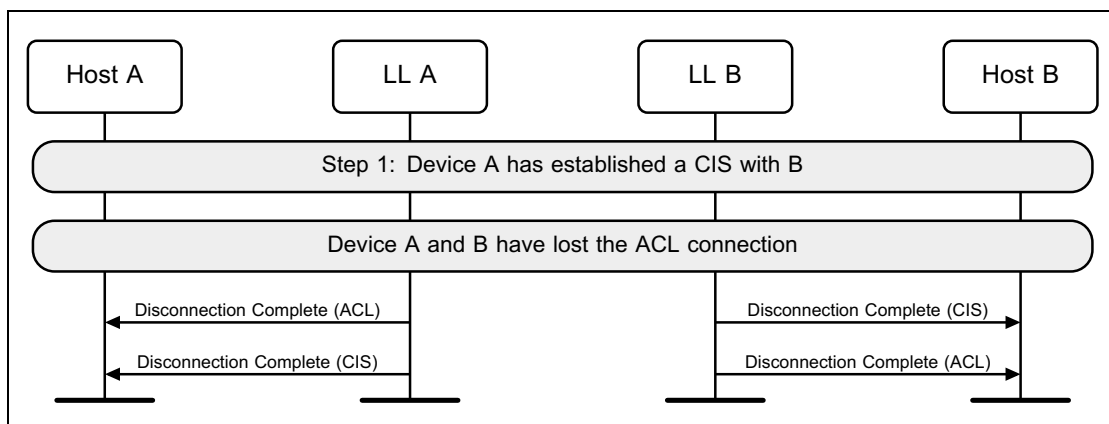 Host A
LL A
LL B
Host B
Step 1: Device A has established a CIS with B
Device A and B have lost the ACL connection
Disconnection Complete (ACL)
Disconnection Complete (CIS)
Disconnection Complete (CIS)
Disconnection Complete (ACL)